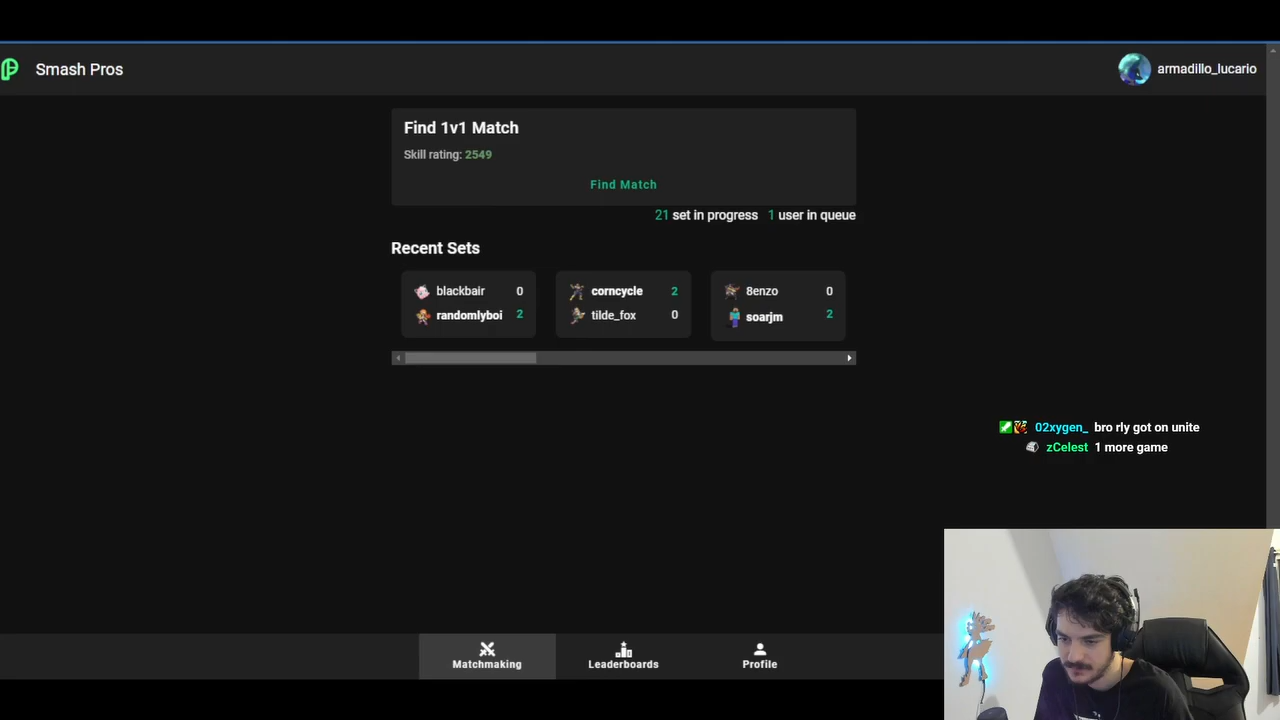 Smash Pros
armadillo_lucario
Find 1v1 Match
Skill rating: 2549
Find Match
21 set in progress 1 user in queue
Recent Sets
blackbair 0
randomlyboi 2
corncycle 2
tilde_fox 0
8enzo 0
soarjm 2
02xygen_ bro rly got on unite
zCelest 1 more game
Matchmaking
Leaderboards
Profile